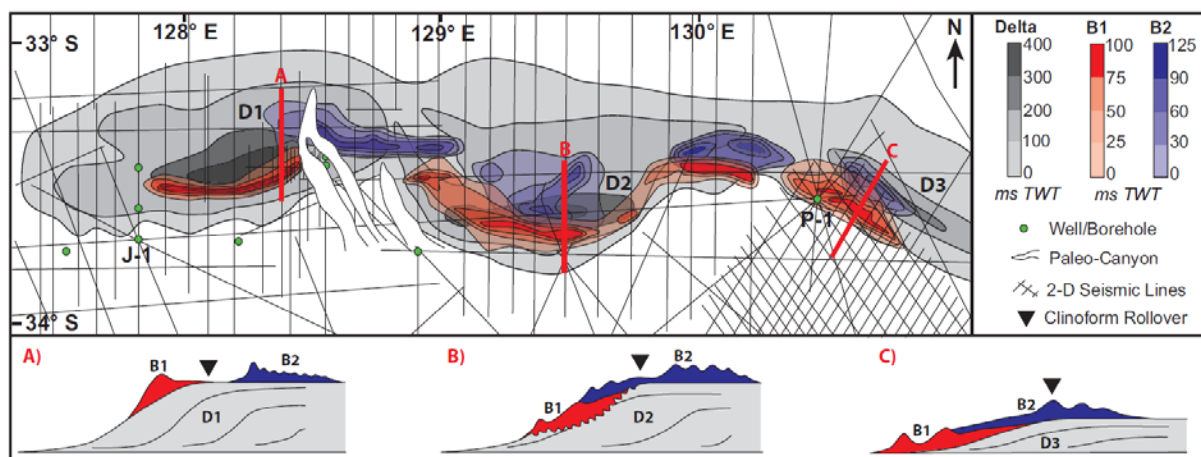 128° E 129° E 130° E
33° S
34° S
N
A
D1
B
D2
C
D3
J-1
P-1
Delta B1 B2
400 100 125
300 75 90
200 50 60
100 25 30
0 0 0
ms TWT ms TWT
Well/Borehole
Paleo-Canyon
2-D Seismic Lines
Clinoform Rollover
A) B1 B2
D1
B) B2
B1
D2
C) B2
B1
D3